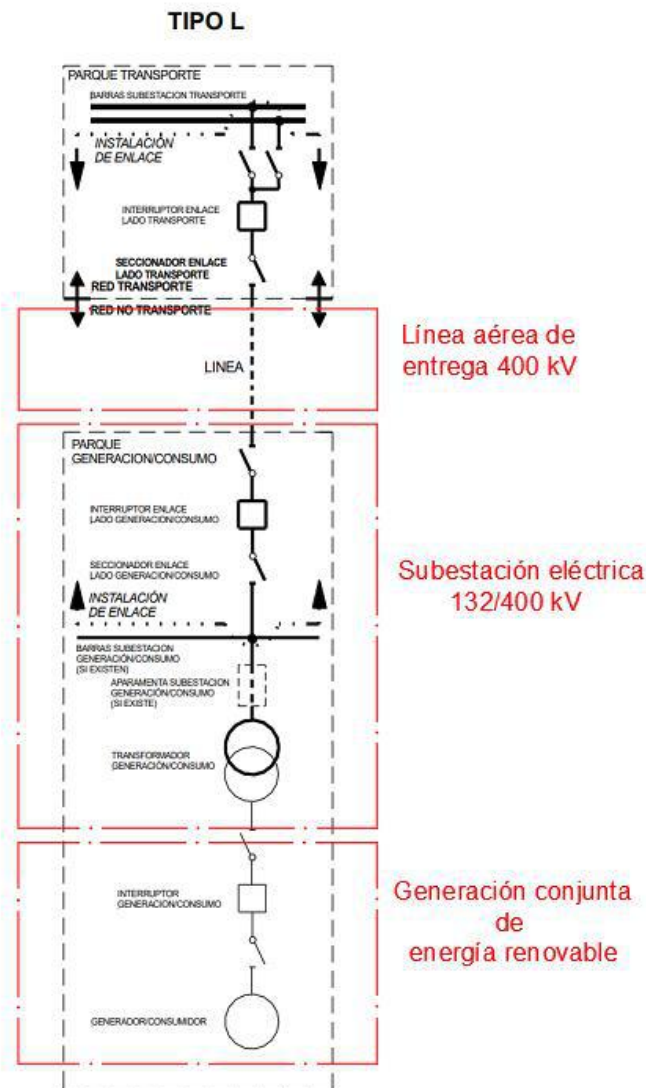 TIPO L
PARQUE TRANSPORTE
BARRAS SUBESTACION TRANSPORTE
INSTALACIÓN
DE ENLACE
INTERRUPTOR ENLACE
LADO TRANSPORTE
SECCIONADOR ENLACE
LADO TRANSPORTE
RED TRANSPORTE
RED NO TRANSPORTE
LINEA
Línea aérea de
entrega 400 kV
PARQUE
GENERACION/CONSUMO
INTERRUPTOR ENLACE
LADO GENERACION/CONSUMO
SECCIONADOR ENLACE
LADO GENERACION/CONSUMO
INSTALACIÓN
DE ENLACE
Subestación eléctrica
132/400 kV
BARRAS SUBESTACION
GENERACIÓN/CONSUMO
(SI EXISTEN)
APARAMENTA SUBESTACION
GENERACIÓN/CONSUMO
(SI EXISTE)
TRANSFORMADOR
GENERACIÓN/CONSUMO
INTERRUPTOR
GENERACION/CONSUMO
GENERADOR/CONSUMIDOR
Generación conjunta
de
energía renovable